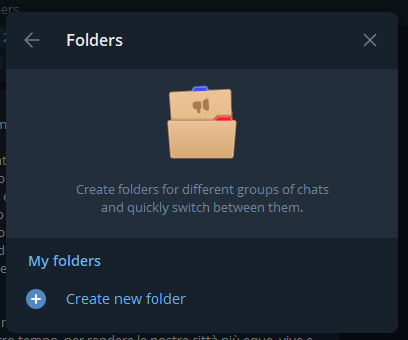 Folders
Create folders for different groups of chats
and quickly switch between them.
My folders
Create new folder